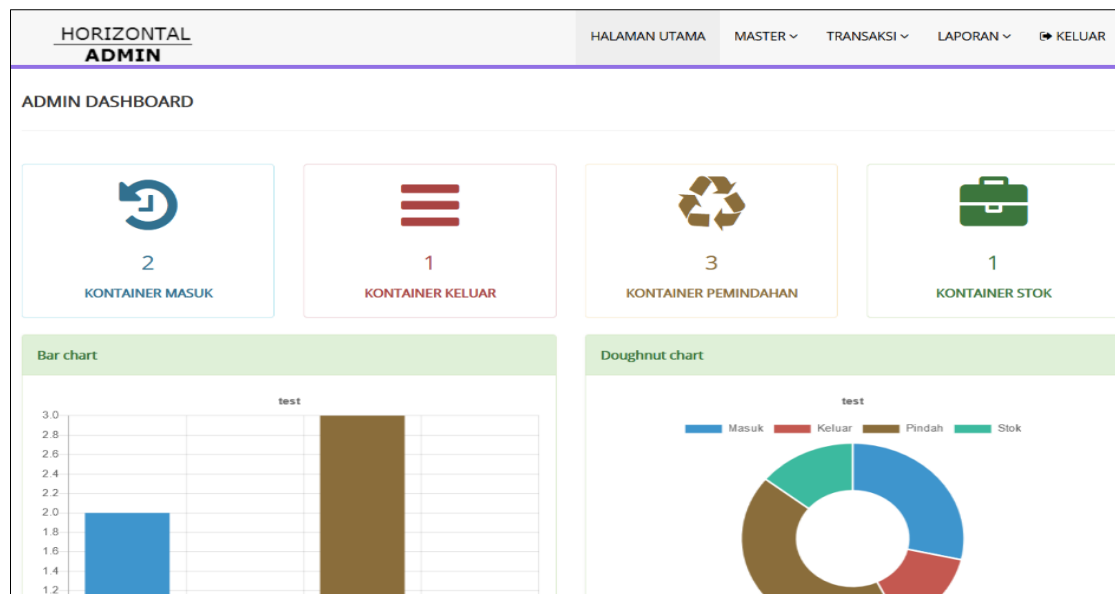 HORIZONTAL
ADMIN
HALAMAN UTAMA MASTER TRANSAKSI LAPORAN KELUAR
ADMIN DASHBOARD
2 1 3 1
KONTAINER MASUK KONTAINER KELUAR KONTAINER PEMINDAHAN KONTAINER STOK
Bar chart
test
3.0
2.8
2.6
2.4
2.2
2.0
1.8
1.6
1.4
1.2
Doughnut chart
test
Masuk Keluar Pindah Stok